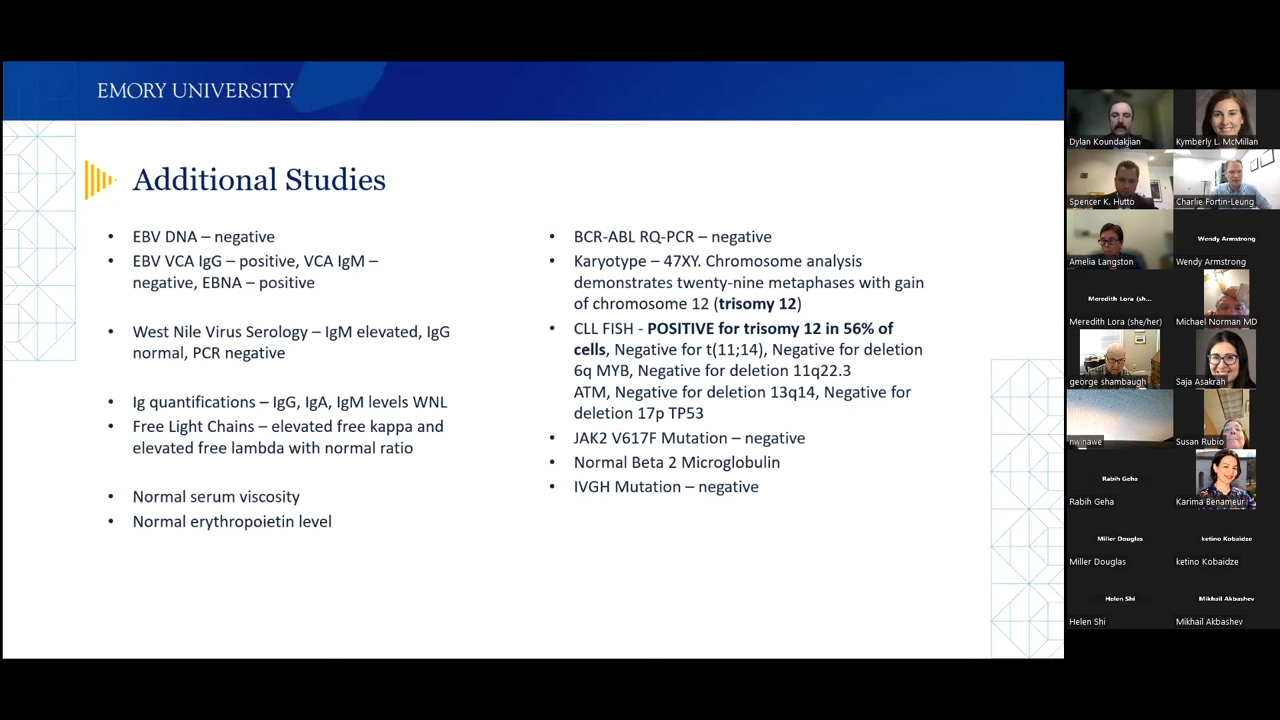 EMORY UNIVERSITY
Additional Studies
• EBV DNA – negative
• EBV VCA IgG – positive, VCA IgM –
negative, EBNA – positive
• West Nile Virus Serology – IgM elevated, IgG
normal, PCR negative
• Ig quantifications – IgG, IgA, IgM levels WNL
• Free Light Chains – elevated free kappa and
elevated free lambda with normal ratio
• Normal serum viscosity
• Normal erythropoietin level
• BCR-ABL RQ-PCR – negative
• Karyotype – 47XY. Chromosome analysis
demonstrates twenty-nine metaphases with gain
of chromosome 12 (trisomy 12)
• CLL FISH - POSITIVE for trisomy 12 in 56% of
cells, Negative for t(11;14), Negative for deletion
6q MYB, Negative for deletion 11q22.3
ATM, Negative for deletion 13q14, Negative for
deletion 17p TP53
• JAK2 V617F Mutation – negative
• Normal Beta 2 Microglobulin
• IVGH Mutation – negative
Dylan Koundakjian
Kymberly L. McMillan
Spencer K. Hutto
Charlie Fortin-Leung
Amelia Langston
Wendy Armstrong
Wendy Armstrong
Meredith Lora (sh...
Meredith Lora (she/her)
Michael Norman MD
george shambaugh
Saja Asakrah
nwinawe
Susan Rubio
Rabih Geha
Rabih Geha
Karima Benameur
Miller Douglas
Miller Douglas
ketino Kobaidze
ketino Kobaidze
Helen Shi
Helen Shi
Mikhail Akbashev
Mikhail Akbashev